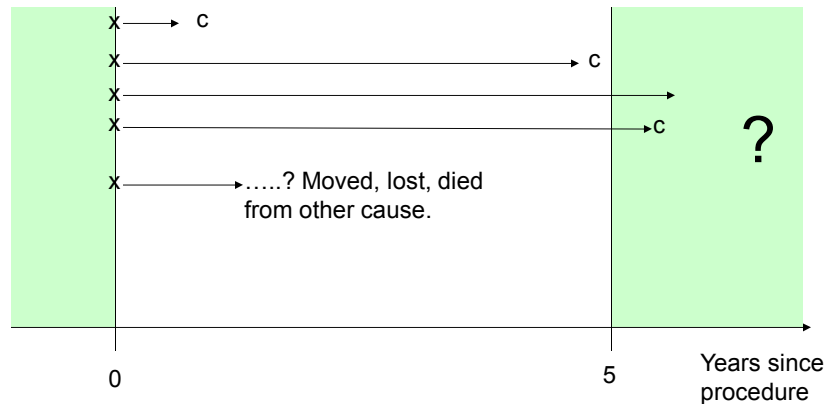 x c
x c
x
x c
?
x …..? Moved, lost, died
from other cause.
0
5
Years since
procedure